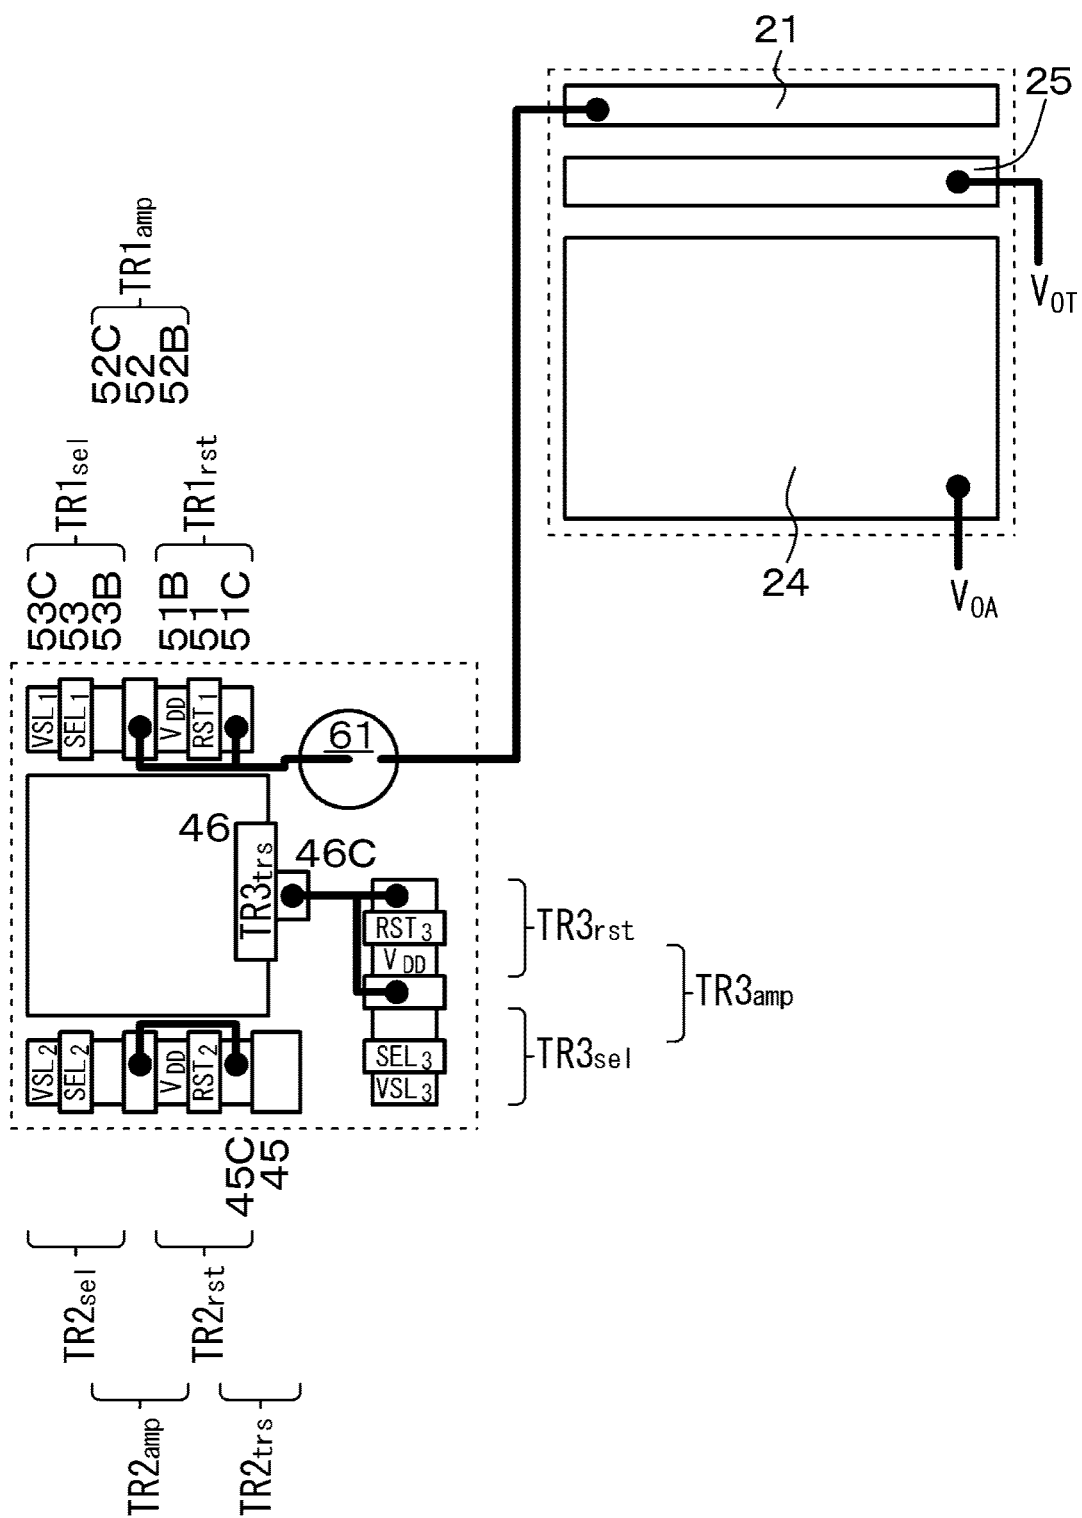 21
25
V_OT
24
V_OA
TR1amp
52C
52
52B
TR1sel
TR1rst
53C
53
53B
51B
51
51C
VSL1
SEL1
VDD
RST1
61
46
TR3trs
46C
RST3
VDD
SEL3
VSL3
TR3rst
TR3amp
TR3sel
VSL2
SEL2
VDD
RST2
45C
45
TR2sel
TR2rst
TR2amp
TR2trs